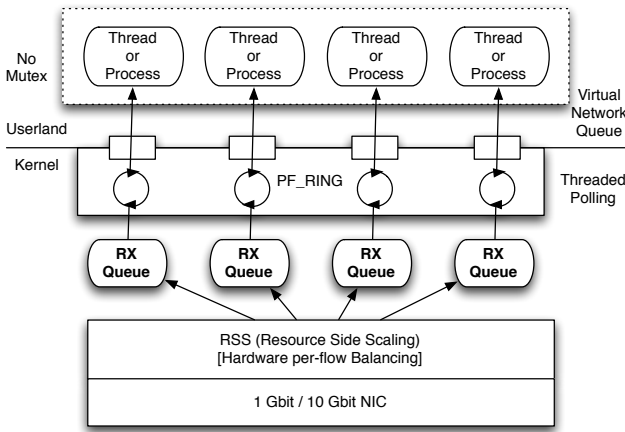 No
Mutex
Thread
or
Process
Thread
or
Process
Thread
or
Process
Thread
or
Process
Virtual
Network
Queue
Userland
Kernel
PF_RING
Threaded
Polling
RX
Queue
RX
Queue
RX
Queue
RX
Queue
RSS (Resource Side Scaling)
[Hardware per-flow Balancing]
1 Gbit / 10 Gbit NIC